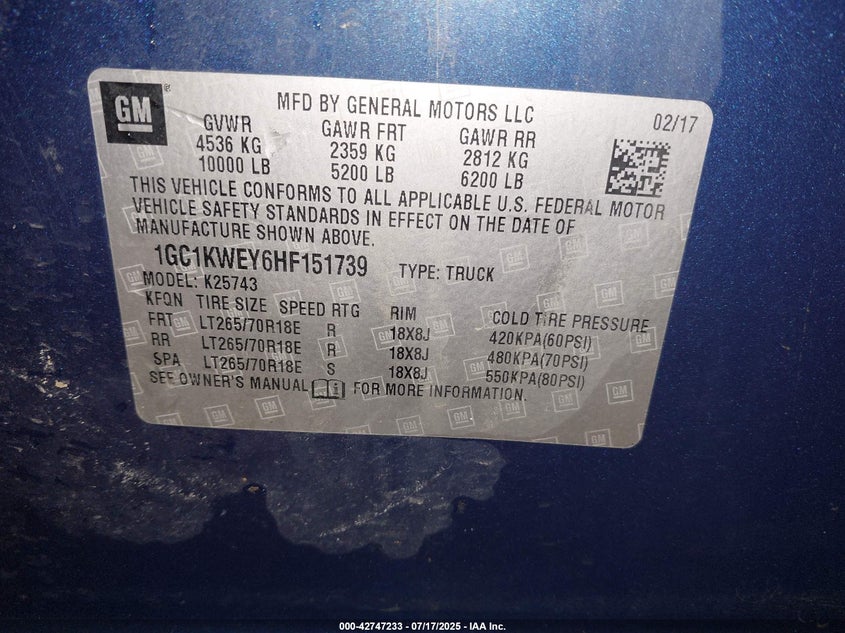 GM
MFD BY GENERAL MOTORS LLC
02/17
GVWR GAWR FRT GAWR RR
4536 KG 2359 KG 2812 KG
10000 LB 5200 LB 6200 LB
THIS VEHICLE CONFORMS TO ALL APPLICABLE U.S. FEDERAL MOTOR
VEHICLE SAFETY STANDARDS IN EFFECT ON THE DATE OF
MANUFACTURE SHOWN ABOVE.
1GC1KWEY6HF151739 TYPE: TRUCK
MODEL: K25743
KFQN TIRE SIZE SPEED RTG RIM COLD TIRE PRESSURE
FRT LT265/70R18E R 18X8J 420KPA(60PSI)
RR LT265/70R18E R 18X8J 480KPA(70PSI)
SPA LT265/70R18E S 18X8J 550KPA(80PSI)
SEE OWNER'S MANUAL FOR MORE INFORMATION.
000-42747233 - 07/17/2025 - IAA Inc.